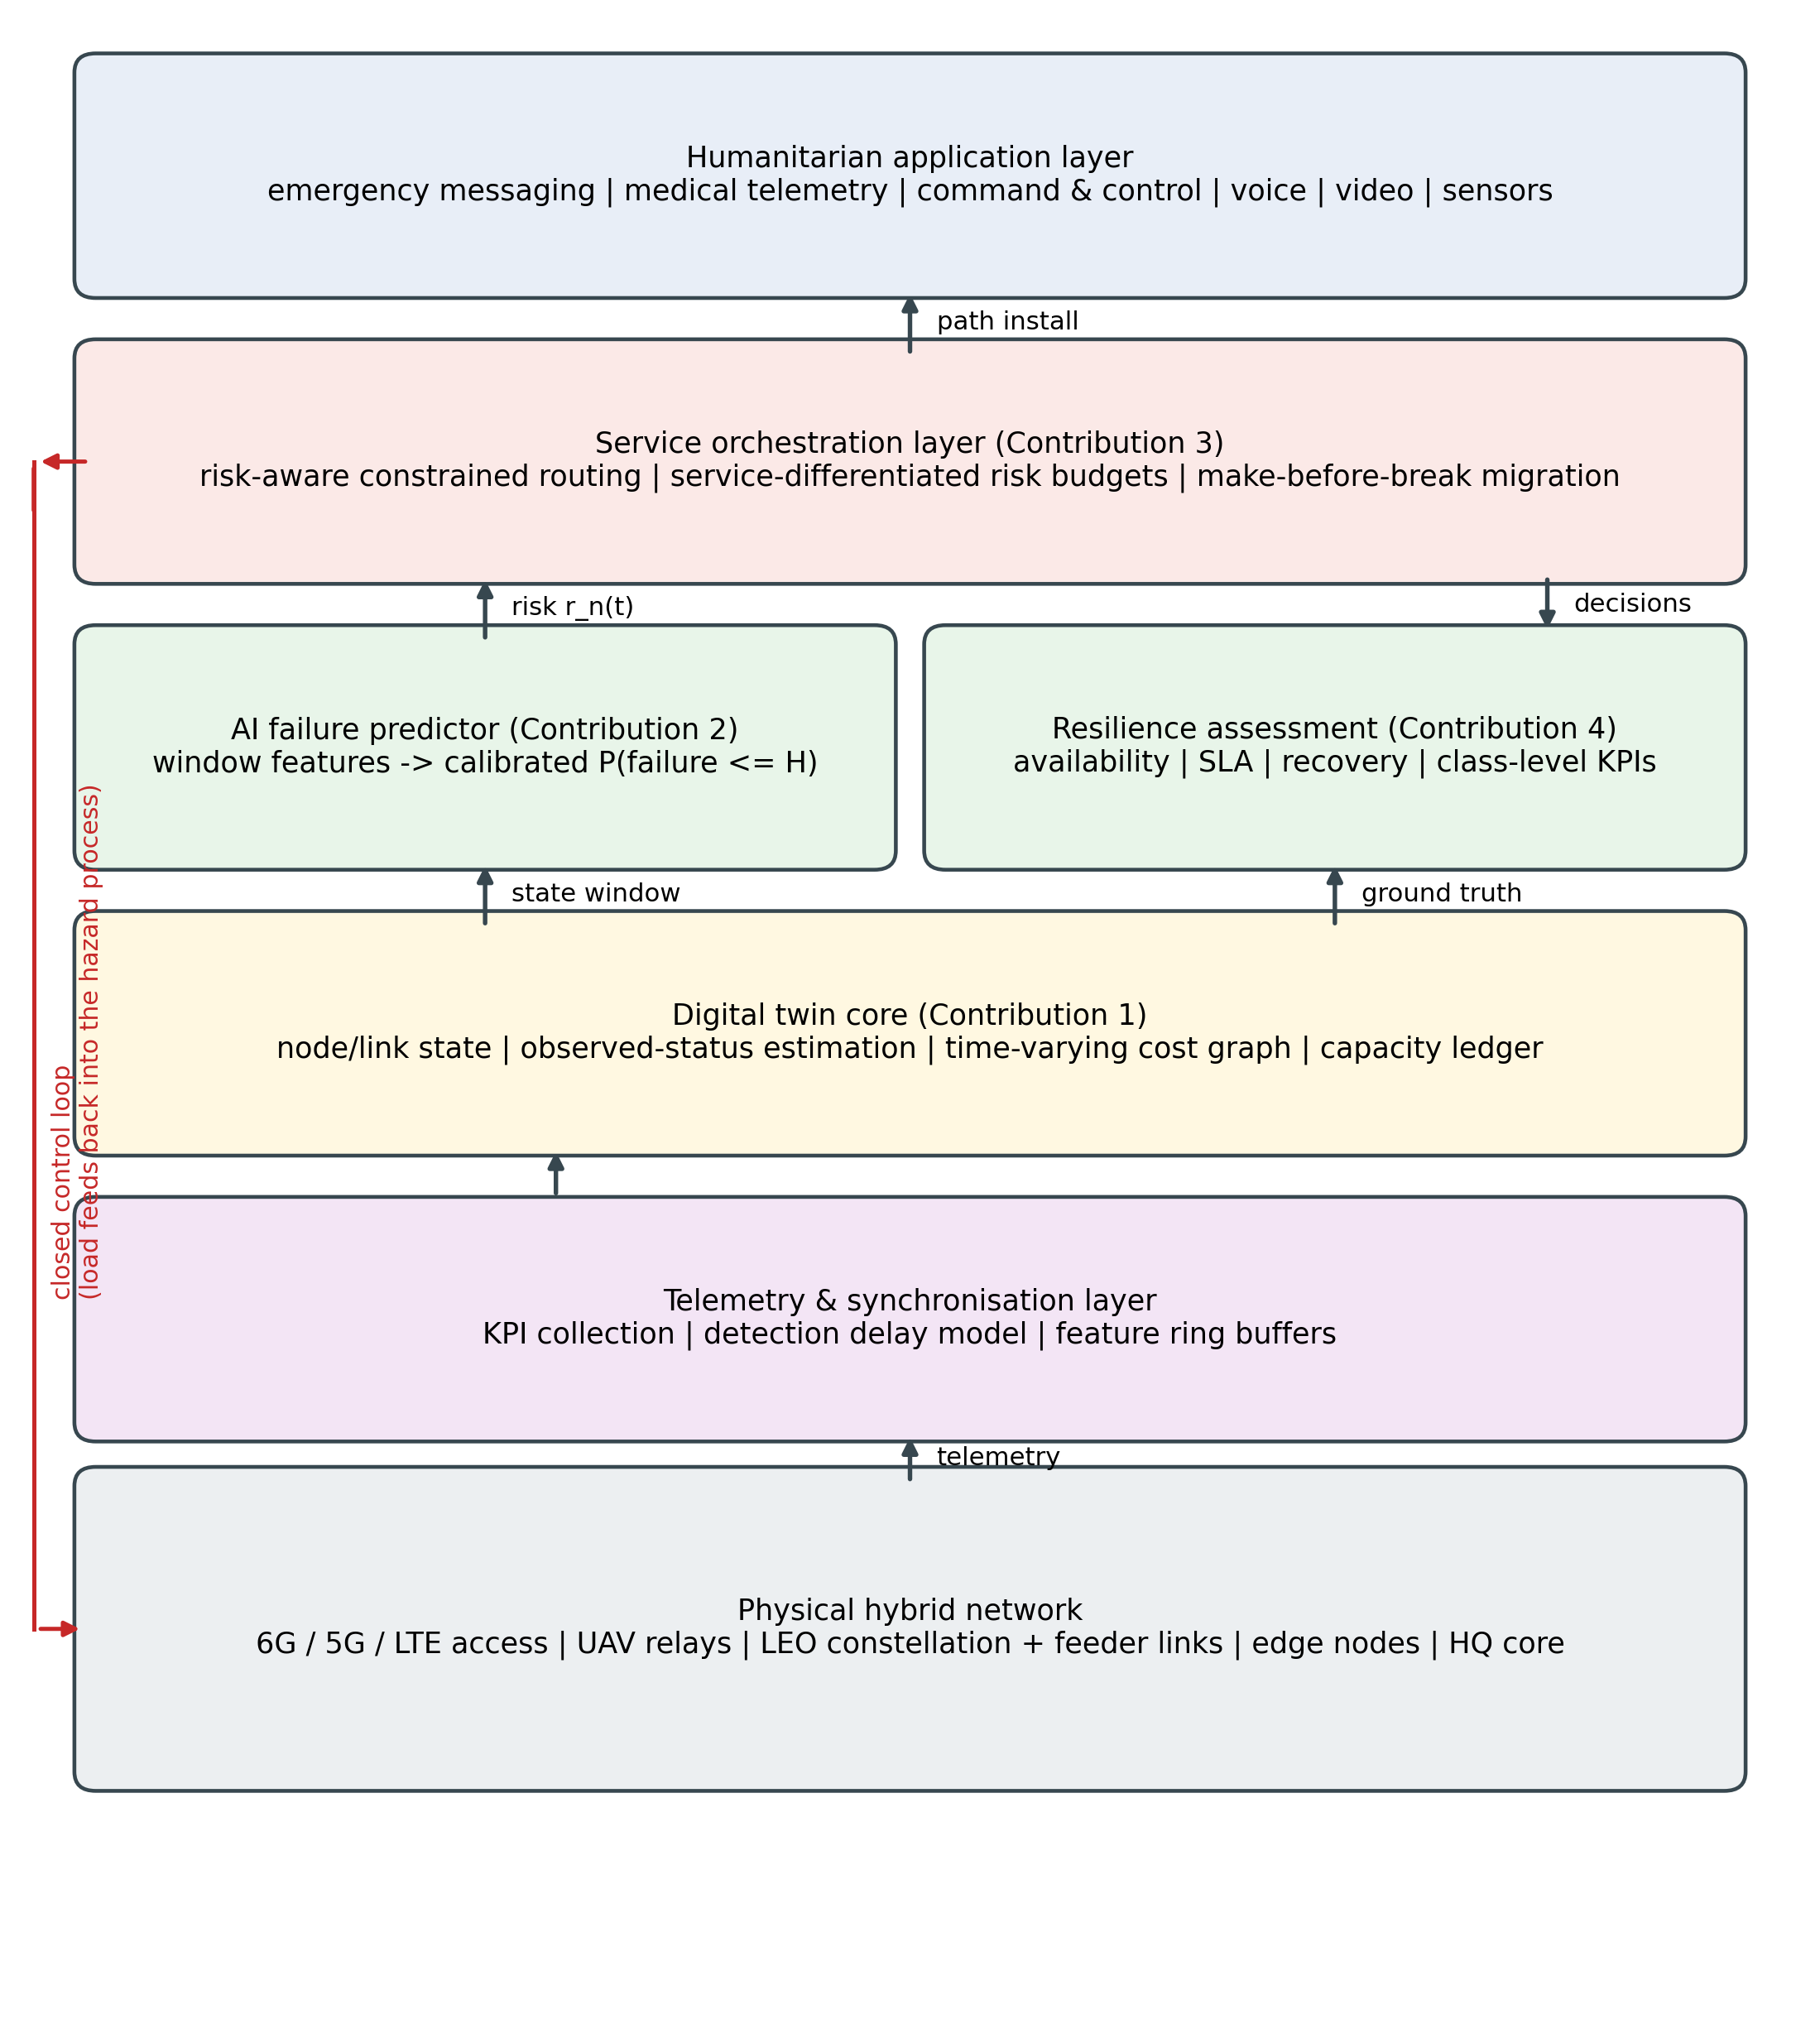 Humanitarian application layer
emergency messaging | medical telemetry | command & control | voice | video | sensors
path install
Service orchestration layer (Contribution 3)
risk-aware constrained routing | service-differentiated risk budgets | make-before-break migration
risk r_n(t)
decisions
AI failure predictor (Contribution 2)
window features -> calibrated P(failure <= H)
Resilience assessment (Contribution 4)
availability | SLA | recovery | class-level KPIs
state window
ground truth
Digital twin core (Contribution 1)
node/link state | observed-status estimation | time-varying cost graph | capacity ledger
closed control loop
(load feeds back into the hazard process)
Telemetry & synchronisation layer
KPI collection | detection delay model | feature ring buffers
telemetry
Physical hybrid network
6G / 5G / LTE access | UAV relays | LEO constellation + feeder links | edge nodes | HQ core